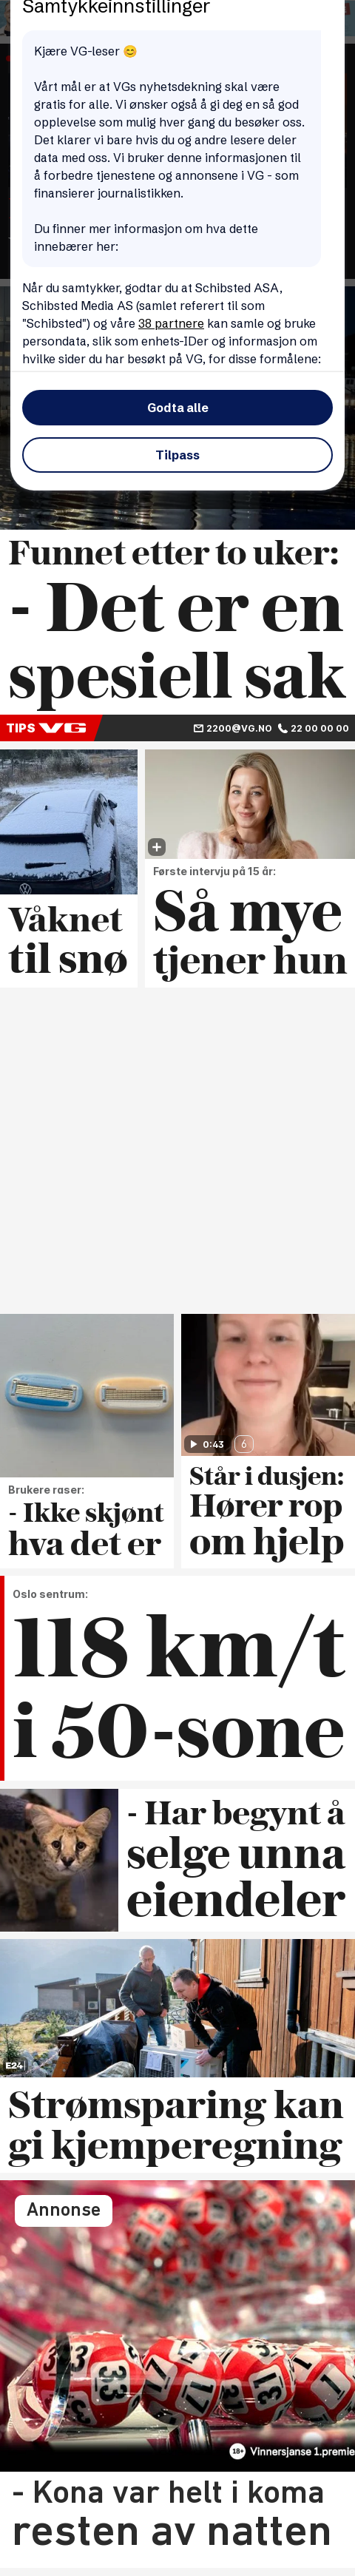 Samtykkeinnstillinger
Kjære VG-leser 😊
Vårt mål er at VGs nyhetsdekning skal være
gratis for alle. Vi ønsker også å gi deg en så god
opplevelse som mulig hver gang du besøker oss.
Det klarer vi bare hvis du og andre lesere deler
data med oss. Vi bruker denne informasjonen til
å forbedre tjenestene og annonsene i VG - som
finansierer journalistikken.
Du finner mer informasjon om hva dette
innebærer her:
Når du samtykker, godtar du at Schibsted ASA,
Schibsted Media AS (samlet referert til som
"Schibsted") og våre 38 partnere kan samle og bruke
persondata, slik som enhets-IDer og informasjon om
hvilke sider du har besøkt på VG, for disse formålene:
Godta alle
Tilpass
Funnet etter to uker:
- Det er en
spesiell sak
TIPS VG 2200@VG.NO 22 00 00 00
Våknet
til snø
Første intervju på 15 år:
Så mye
tjener hun
Brukere raser:
- Ikke skjønt
hva det er
0:43 6
Står i dusjen:
Hører rop
om hjelp
Oslo sentrum:
118 km/t
i 50-sone
- Har begynt å
selge unna
eiendeler
E24
Strømsparing kan
gi kjemperegning
Annonse
33
17
31
18+ Vinnersjanse 1.premie
- Kona var helt i koma
resten av natten